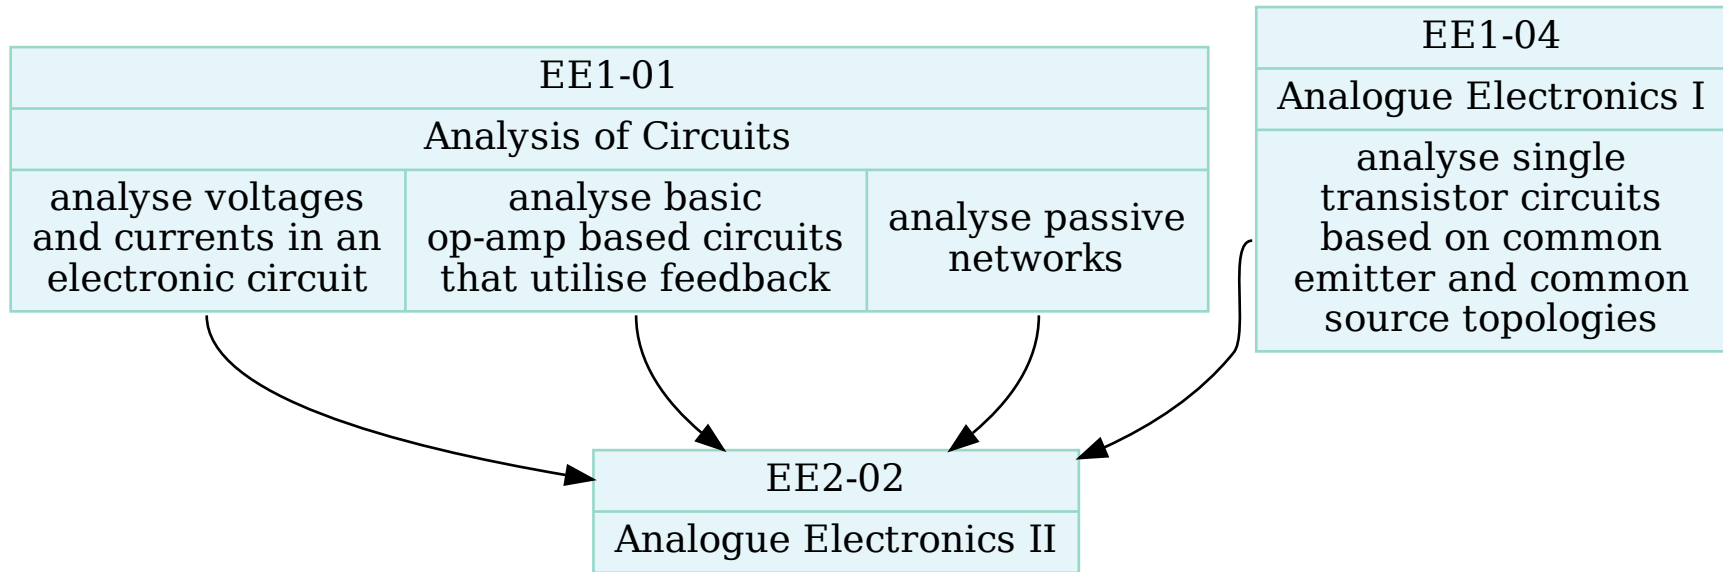 EE1-01
Analysis of Circuits
analyse voltages
and currents in an
electronic circuit
analyse basic
op-amp based circuits
that utilise feedback
analyse passive
networks
EE1-04
Analogue Electronics I
analyse single
transistor circuits
based on common
emitter and common
source topologies
EE2-02
Analogue Electronics II